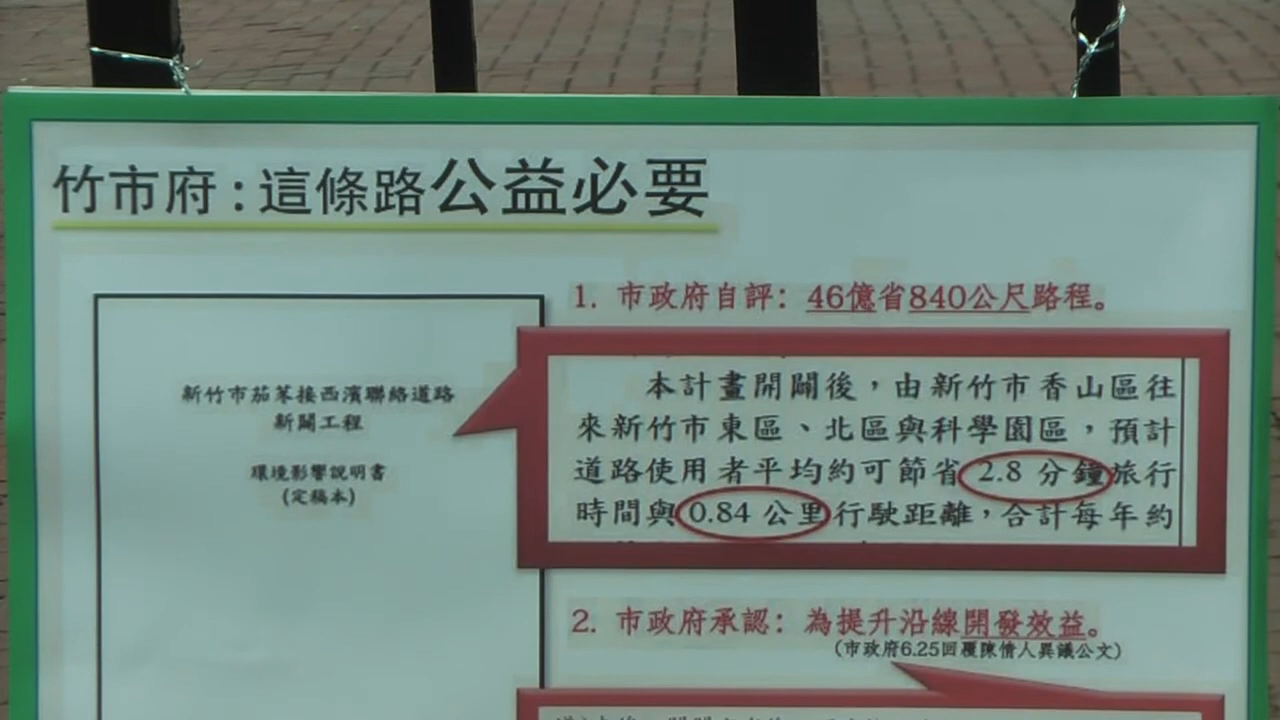 竹市府:這條路公益必要
1. 市政府自評：46億省840公尺路程。
新竹市茄苳接西濱聯絡道路
新闢工程
環境影響說明書
(定稿本)
本計畫開闢後，由新竹市香山區往
來新竹市東區、北區與科學園區，預計
道路使用者平均約可節省 2.8 分鐘旅行
時間與 0.84 公里行駛距離，合計每年約
2. 市政府承認：為提升沿線開發效益。
(市政府6.25回覆陳情人異議公文)